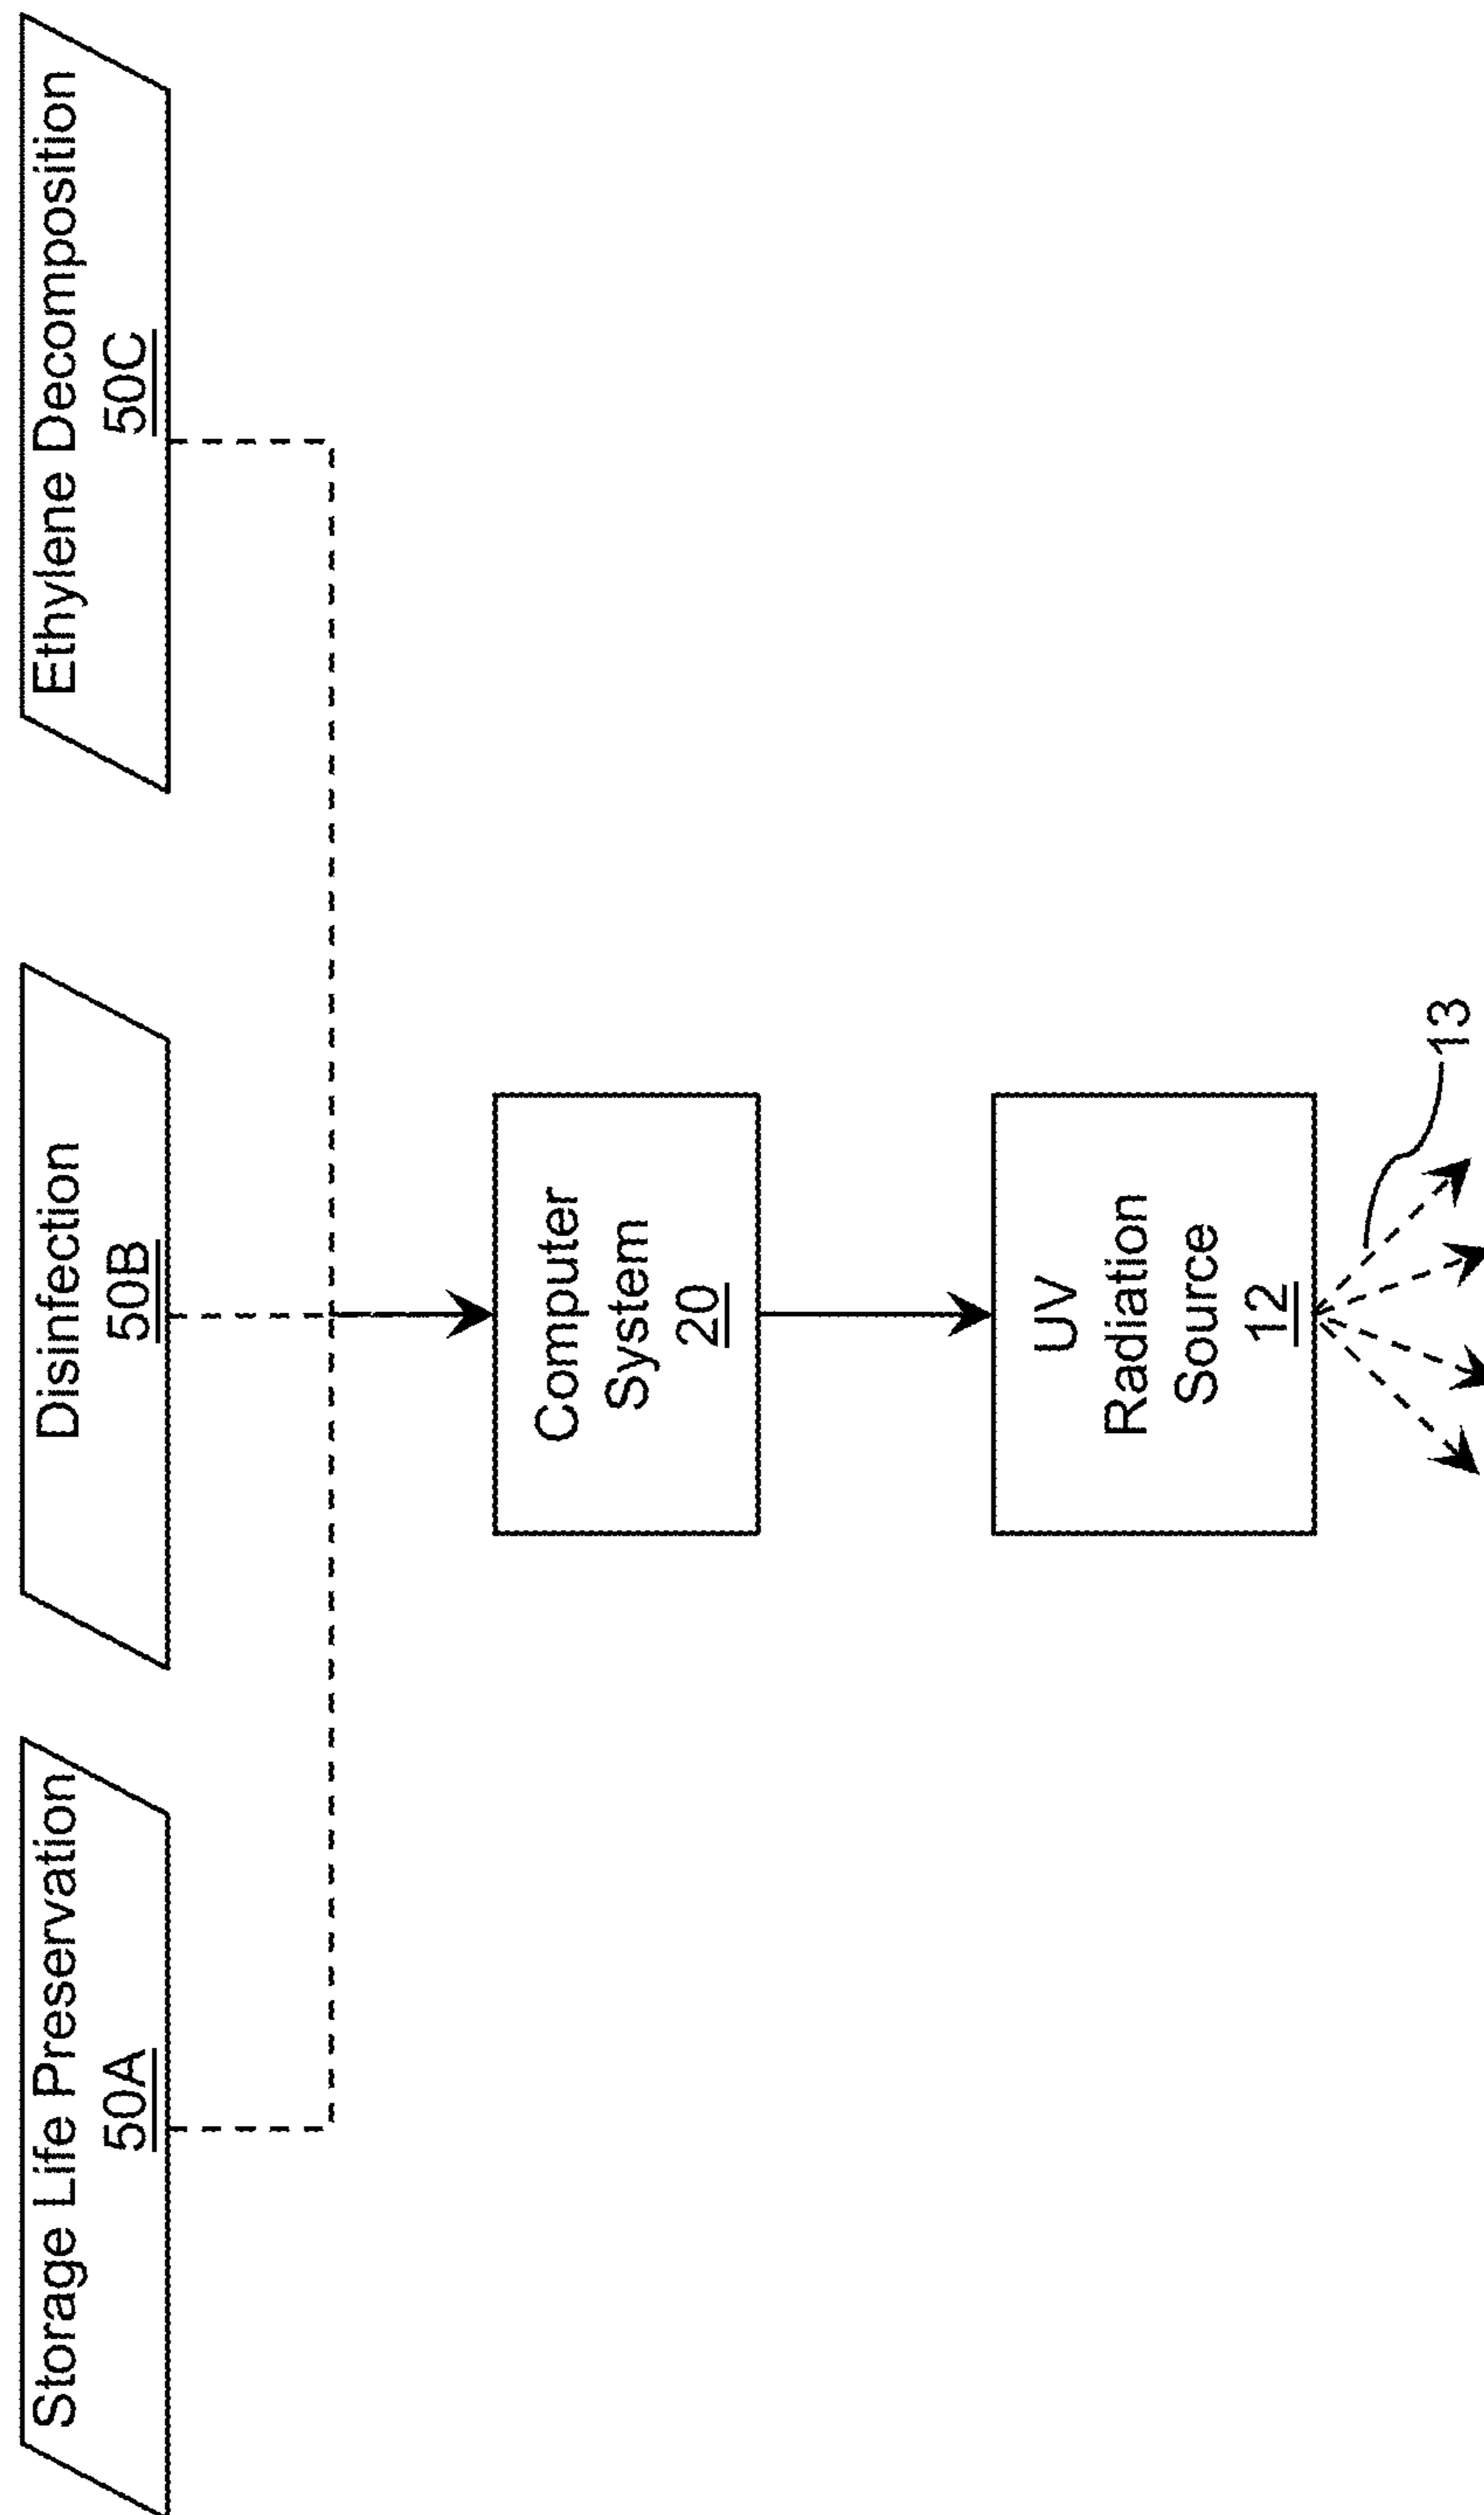 Storage Life Preservation
50A
Disinfection
50B
Ethylene Decomposition
50C
Computer
System
20
UV
Radiation
Source
12
13